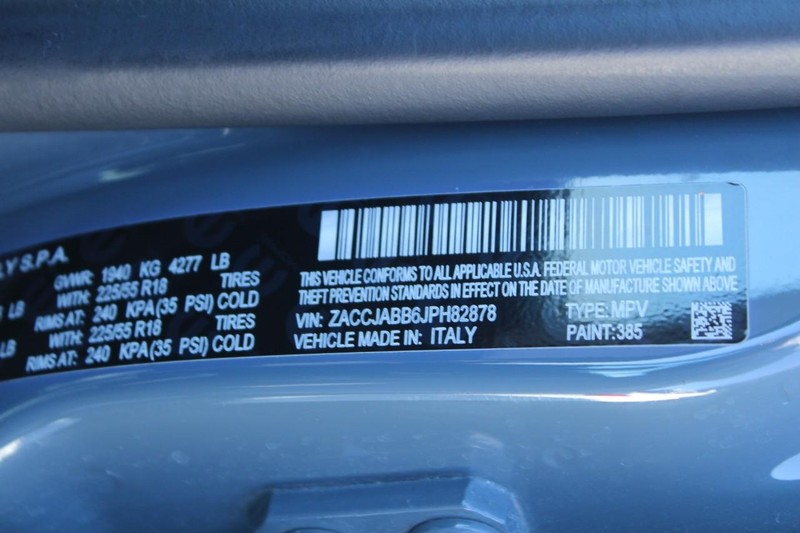 LY S.P.A.
GVWR: 1940 KG 4277 LB
WITH: 225/55 R18 TIRES
LB RIMS AT: 240 KPA(35 PSI) COLD
WITH: 225/55 R18 TIRES
LB RIMS AT: 240 KPA(35 PSI) COLD
THIS VEHICLE CONFORMS TO ALL APPLICABLE U.S.A. FEDERAL MOTOR VEHICLE SAFETY AND
THEFT PREVENTION STANDARDS IN EFFECT ON THE DATE OF MANUFACTURE SHOWN ABOVE
VIN: ZACCJABB6JPH82878 TYPE: MPV
VEHICLE MADE IN: ITALY PAINT: 385